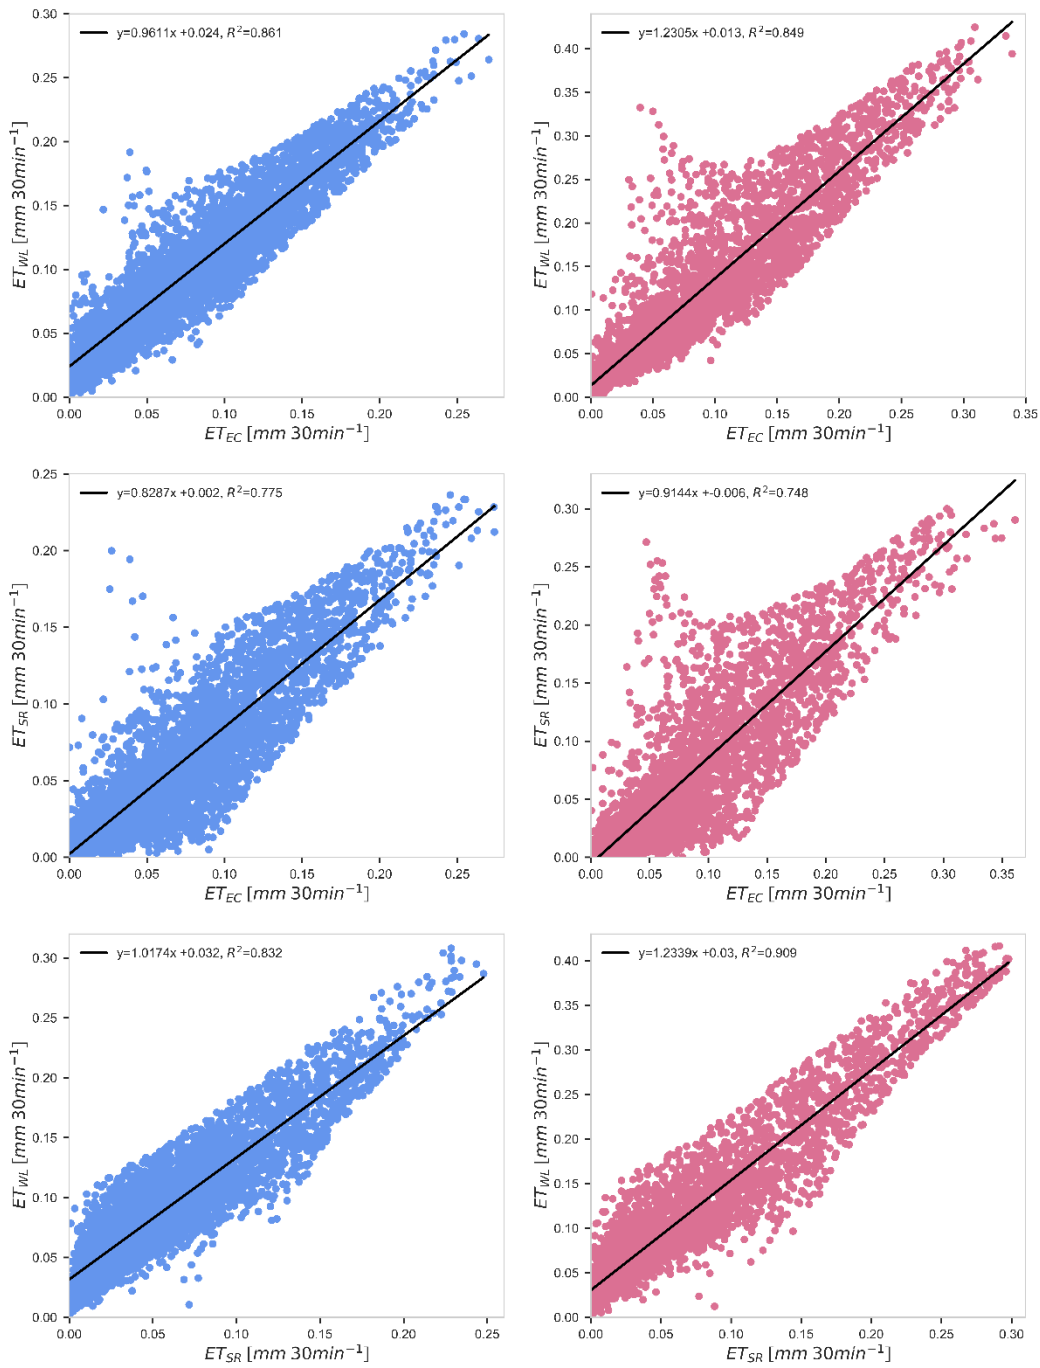 y=0.9611x +0.024, R²=0.861
0.30
0.25
0.20
0.15
0.10
0.05
0.00
ET_WL [mm 30min⁻¹]
0.00 0.05 0.10 0.15 0.20 0.25
ET_EC [mm 30min⁻¹]
y=1.2305x +0.013, R²=0.849
0.40
0.35
0.30
0.25
0.20
0.15
0.10
0.05
0.00
ET_WL [mm 30min⁻¹]
0.00 0.05 0.10 0.15 0.20 0.25 0.30 0.35
ET_EC [mm 30min⁻¹]
y=0.8287x +0.002, R²=0.775
0.25
0.20
0.15
0.10
0.05
0.00
ET_SR [mm 30min⁻¹]
0.00 0.05 0.10 0.15 0.20 0.25
ET_EC [mm 30min⁻¹]
y=0.9144x +-0.006, R²=0.748
0.30
0.25
0.20
0.15
0.10
0.05
0.00
ET_SR [mm 30min⁻¹]
0.00 0.05 0.10 0.15 0.20 0.25 0.30 0.35
ET_EC [mm 30min⁻¹]
y=1.0174x +0.032, R²=0.832
0.30
0.25
0.20
0.15
0.10
0.05
0.00
ET_WL [mm 30min⁻¹]
0.00 0.05 0.10 0.15 0.20 0.25
ET_SR [mm 30min⁻¹]
y=1.2339x +0.03, R²=0.909
0.40
0.35
0.30
0.25
0.20
0.15
0.10
0.05
0.00
ET_WL [mm 30min⁻¹]
0.00 0.05 0.10 0.15 0.20 0.25 0.30
ET_SR [mm 30min⁻¹]